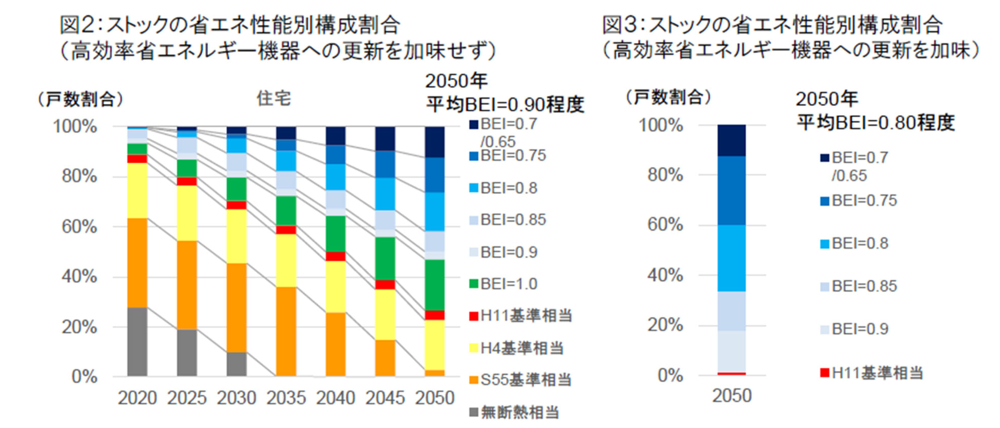 図2：ストックの省エネ性能別構成割合
（高効率省エネルギー機器への更新を加味せず）
2050年
平均BEI=0.90程度
（戸数割合）
住宅
100%
80%
60%
40%
20%
0%
2020 2025 2030 2035 2040 2045 2050
BEI=0.7
/0.65
BEI=0.75
BEI=0.8
BEI=0.85
BEI=0.9
BEI=1.0
H11基準相当
H4基準相当
S55基準相当
無断熱相当
図3：ストックの省エネ性能別構成割合
（高効率省エネルギー機器への更新を加味）
（戸数割合）
2050年
平均BEI=0.80程度
100%
80%
60%
40%
20%
0%
2050
BEI=0.7
/0.65
BEI=0.75
BEI=0.8
BEI=0.85
BEI=0.9
H11基準相当